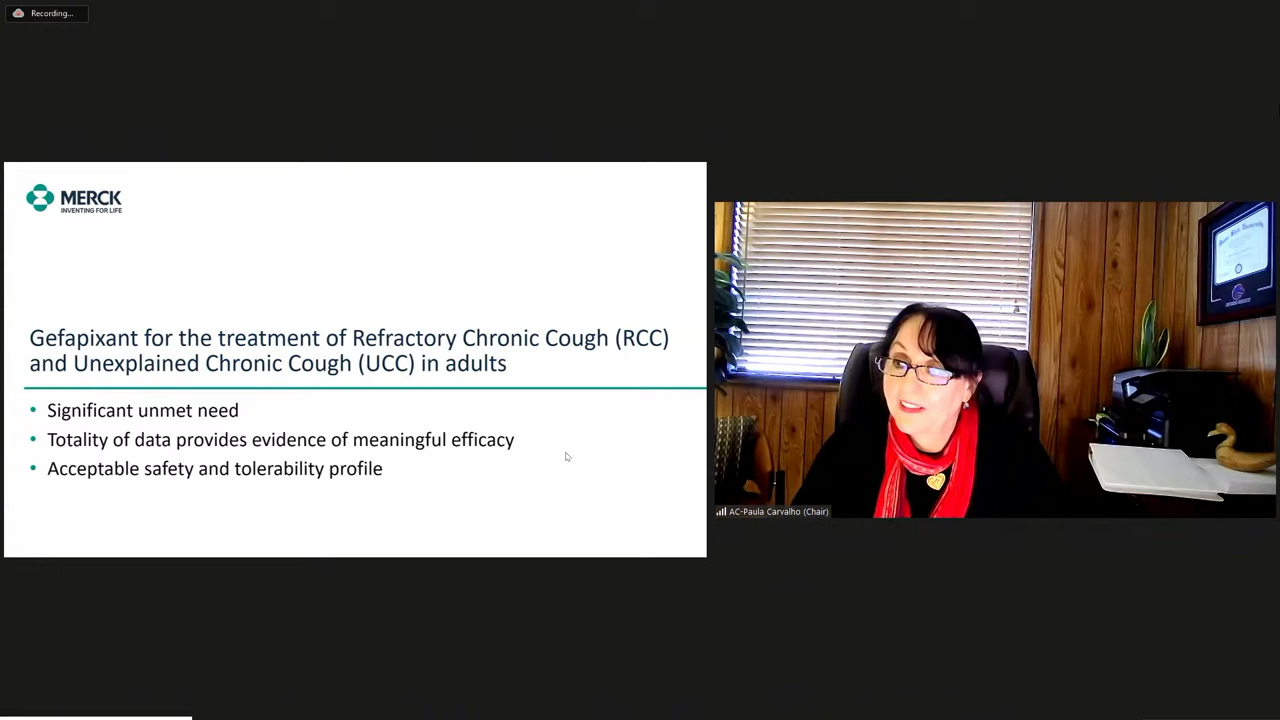 Recording...
MERCK
INVENTING FOR LIFE
Gefapixant for the treatment of Refractory Chronic Cough (RCC)
and Unexplained Chronic Cough (UCC) in adults
• Significant unmet need
• Totality of data provides evidence of meaningful efficacy
• Acceptable safety and tolerability profile
AC-Paula Carvalho (Chair)